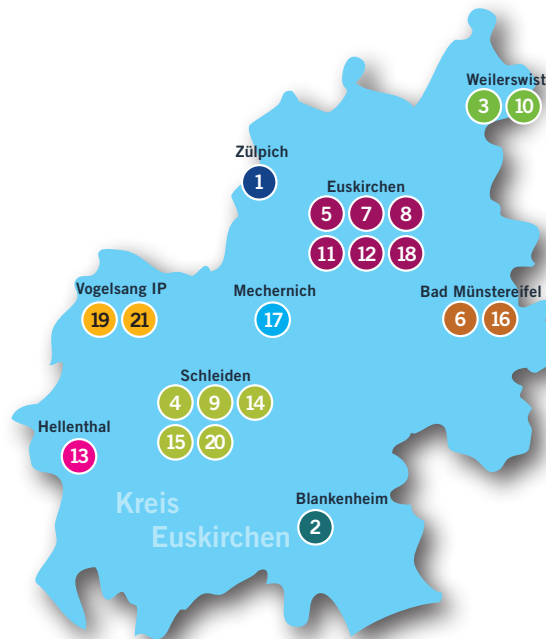 Weilerswist
3 10
Zülpich
1
Euskirchen
5 7 8
11 12 18
Vogelsang IP
19 21
Mechernich
17
Bad Münstereifel
6 16
Schleiden
4 9 14
15 20
Hellenthal
13
Blankenheim
2
Kreis
Euskirchen